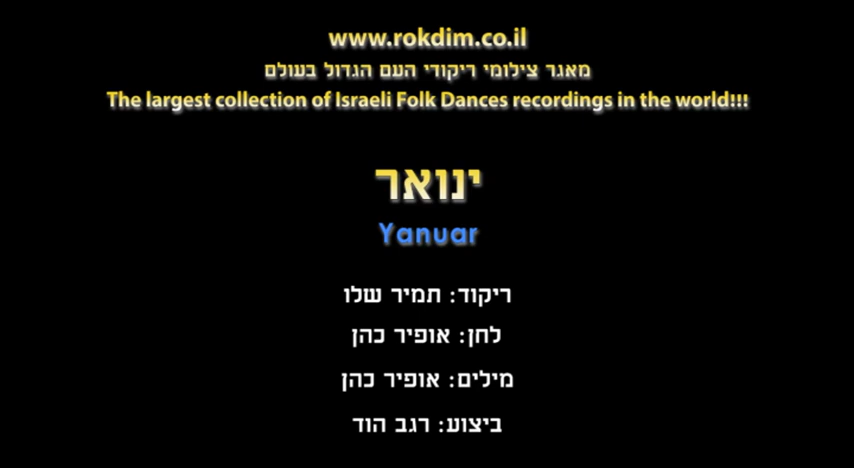 www.rokdim.co.il
מאגר צילומי ריקודי העם הגדול בעולם
The largest collection of Israeli Folk Dances recordings in the world!!!
ינואר
Yanuar
ריקוד: תמיר שלו
לחן: אופיר כהן
מילים: אופיר כהן
ביצוע: רגב הוד